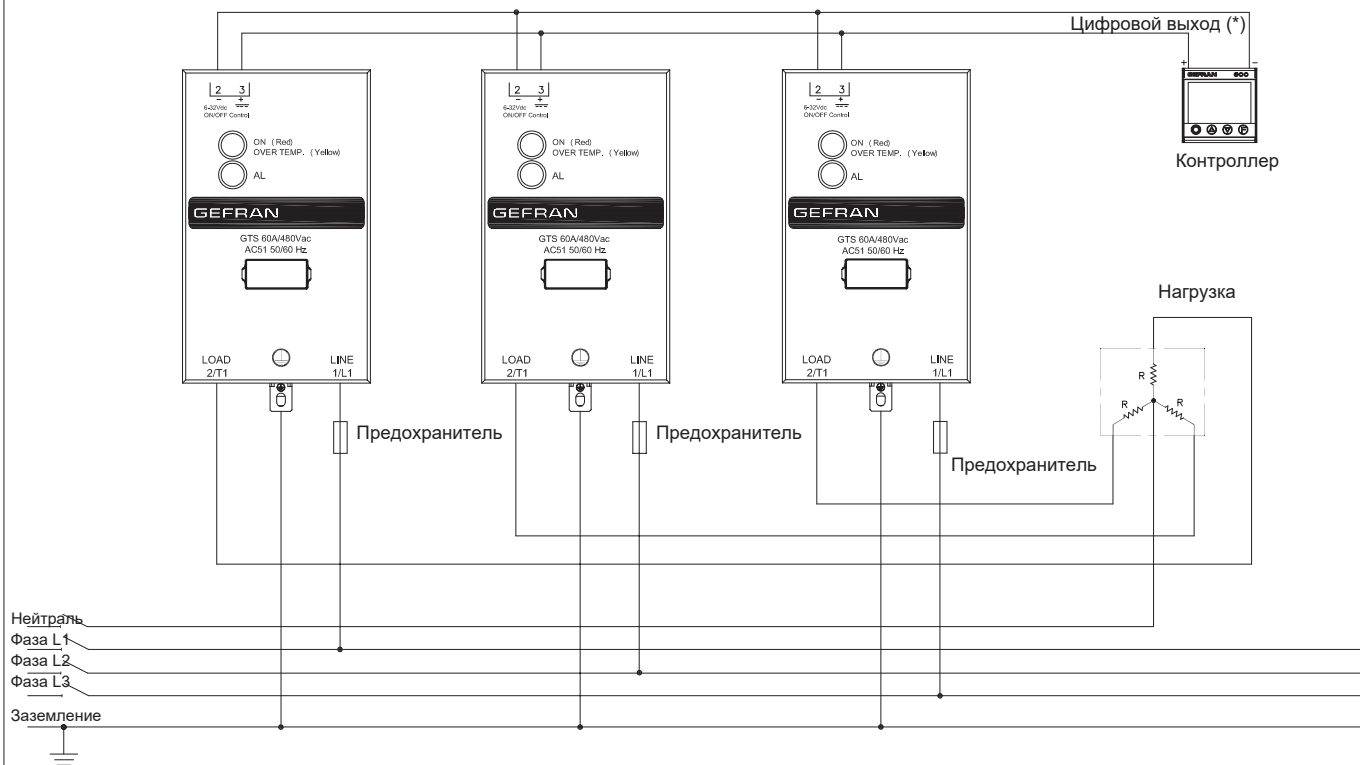 Цифровой выход (*)
+ −
GEFRAN 600
F
Контроллер
2 3
− +
6-32Vdc
ON/OFF Control
ON (Red)
OVER TEMP. (Yellow)
AL
GEFRAN
GTS 60A/480Vac
AC51 50/60 Hz
LOAD
2/T1
LINE
1/L1
Предохранитель
2 3
− +
6-32Vdc
ON/OFF Control
ON (Red)
OVER TEMP. (Yellow)
AL
GEFRAN
GTS 60A/480Vac
AC51 50/60 Hz
LOAD
2/T1
LINE
1/L1
Предохранитель
2 3
− +
6-32Vdc
ON/OFF Control
ON (Red)
OVER TEMP. (Yellow)
AL
GEFRAN
GTS 60A/480Vac
AC51 50/60 Hz
LOAD
2/T1
LINE
1/L1
Предохранитель
Нагрузка
R
R
R
Нейтраль
Фаза L1
Фаза L2
Фаза L3
Заземление